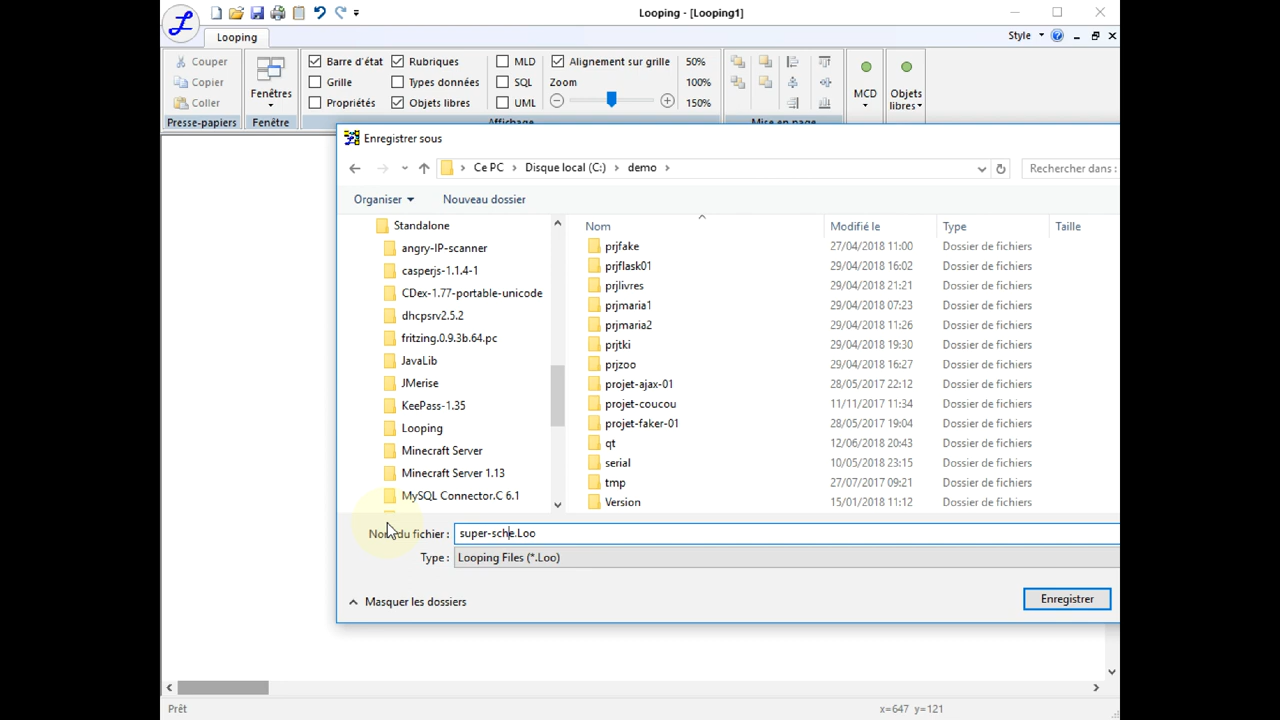 Looping - [Looping1]
Looping
Style
Couper
Copier
Coller
Presse-papiers
Fenêtres
Fenêtre
Barre d'état
Rubriques
MLD
Alignement sur grille
50%
Grille
Types données
SQL
Zoom
100%
Propriétés
Objets libres
UML
150%
Affichage
Mise en page
MCD
Objets
libres
Enregistrer sous
Ce PC
Disque local (C:)
demo
Rechercher dans :
Organiser
Nouveau dossier
Standalone
angry-IP-scanner
casperjs-1.1.4-1
CDex-1.77-portable-unicode
dhcpsrv2.5.2
fritzing.0.9.3b.64.pc
JavaLib
JMerise
KeePass-1.35
Looping
Minecraft Server
Minecraft Server 1.13
MySQL Connector.C 6.1
Nom Modifié le Type Taille
prjfake 27/04/2018 11:00 Dossier de fichiers
prjflask01 29/04/2018 16:02 Dossier de fichiers
prjlivres 29/04/2018 21:21 Dossier de fichiers
prjmaria1 29/04/2018 07:23 Dossier de fichiers
prjmaria2 29/04/2018 11:26 Dossier de fichiers
prjtki 29/04/2018 19:30 Dossier de fichiers
prjzoo 29/04/2018 16:27 Dossier de fichiers
projet-ajax-01 28/05/2017 22:12 Dossier de fichiers
projet-coucou 11/11/2017 11:34 Dossier de fichiers
projet-faker-01 28/05/2017 19:04 Dossier de fichiers
qt 12/06/2018 20:43 Dossier de fichiers
serial 10/05/2018 23:15 Dossier de fichiers
tmp 27/07/2017 09:21 Dossier de fichiers
Version 15/01/2018 11:12 Dossier de fichiers
Nom du fichier : super-sche.Loo
Type : Looping Files (*.Loo)
Masquer les dossiers
Enregistrer
Prêt
x=647 y=121